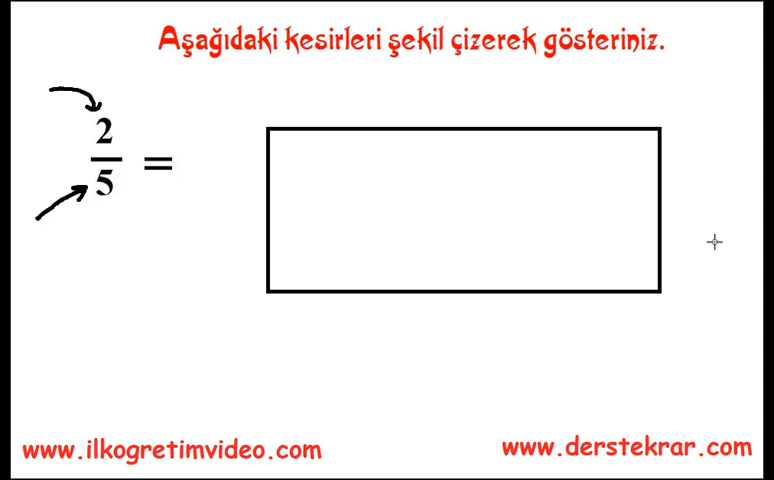 Aşağıdaki kesirleri şekil çizerek gösteriniz.
2
5 =
www.ilkogretimvideo.com
www.derstekrar.com